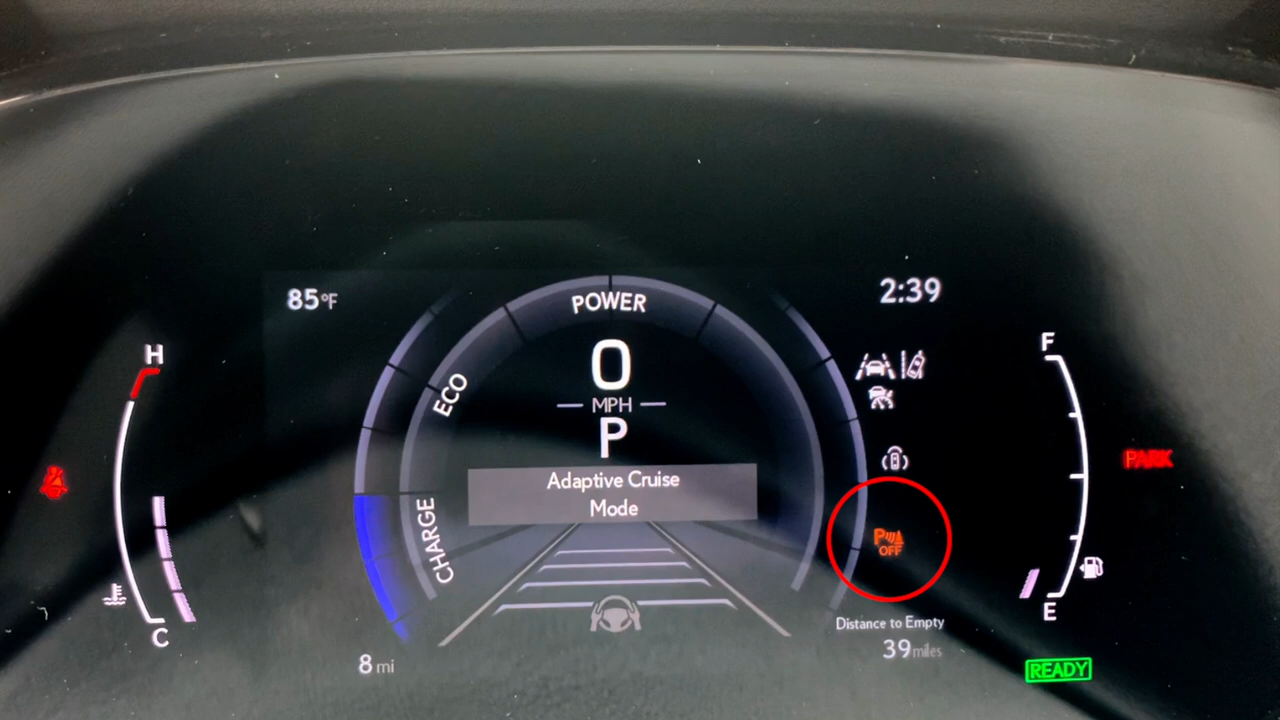 85°F
2:39
POWER
H
F
0
ECO
MPH
P
PARK
Adaptive Cruise
Mode
CHARGE
P
OFF
C
E
Distance to Empty
39 miles
8 mi
READY